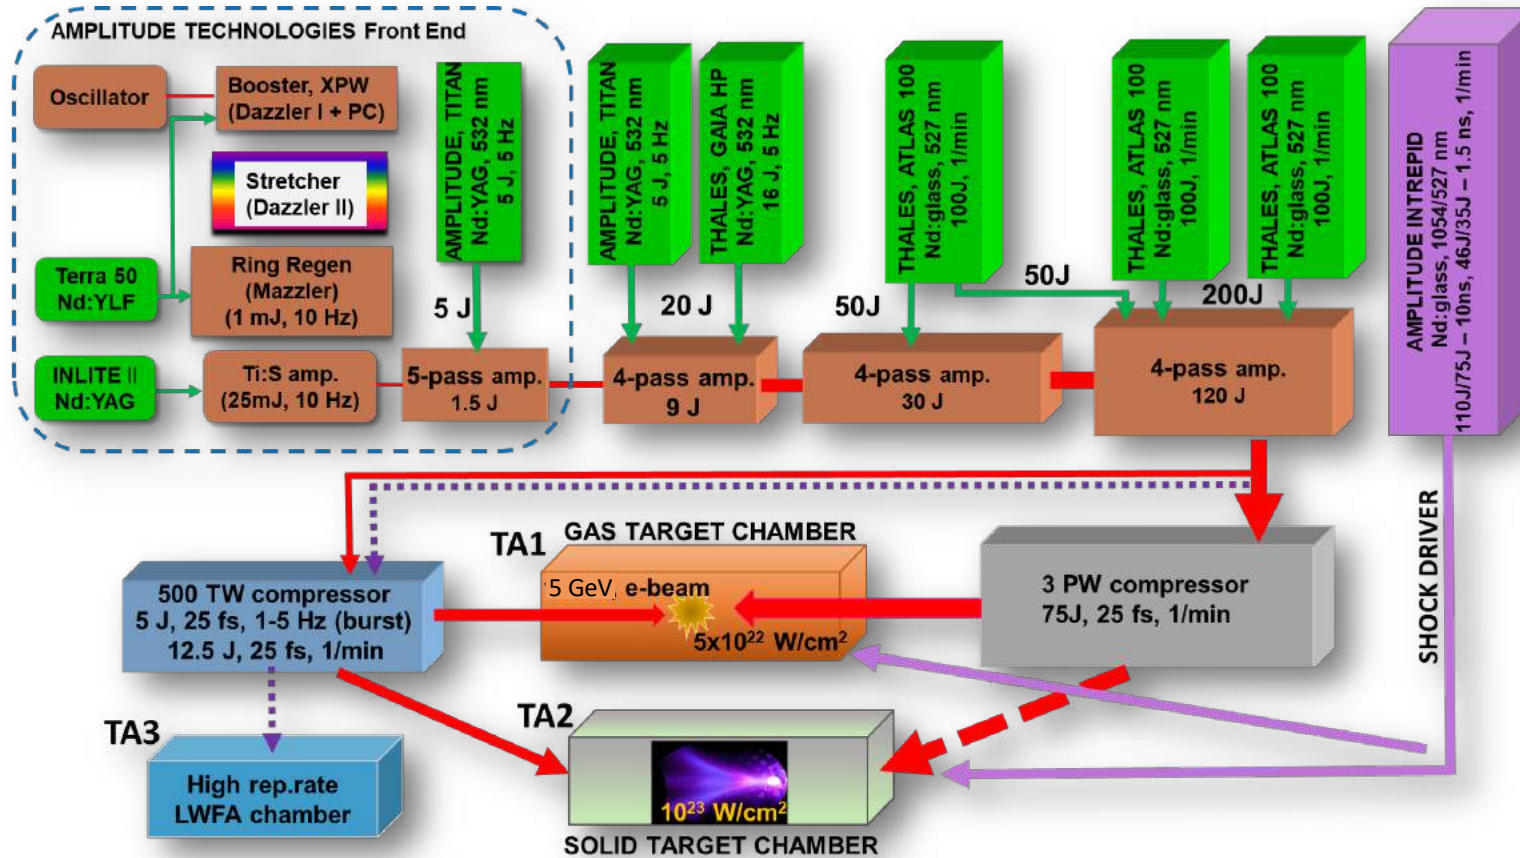 AMPLITUDE TECHNOLOGIES Front End
Oscillator
Booster, XPW
(Dazzler I + PC)
Stretcher
(Dazzler II)
Terra 50
Nd:YLF
Ring Regen
(Mazzler)
(1 mJ, 10 Hz)
INLITE II
Nd:YAG
Ti:S amp.
(25mJ, 10 Hz)
AMPLITUDE, TITAN
Nd:YAG, 532 nm
5 J, 5 Hz
5 J
5-pass amp.
1.5 J
AMPLITUDE, TITAN
Nd:YAG, 532 nm
5 J, 5 Hz
THALES, GAIA HP
Nd:YAG, 532 nm
16 J, 5 Hz
20 J
4-pass amp.
9 J
THALES, ATLAS 100
Nd:glass, 527 nm
100J, 1/min
50J
50J
4-pass amp.
30 J
THALES, ATLAS 100
Nd:glass, 527 nm
100J, 1/min
THALES, ATLAS 100
Nd:glass, 527 nm
100J, 1/min
200J
4-pass amp.
120 J
AMPLITUDE INTREPID
Nd:glass, 1054/527 nm
110J/75J – 10ns, 46J/35J – 1.5 ns, 1/min
SHOCK DRIVER
500 TW compressor
5 J, 25 fs, 1-5 Hz (burst)
12.5 J, 25 fs, 1/min
TA1
GAS TARGET CHAMBER
5 GeV, e-beam
5x10²² W/cm²
3 PW compressor
75J, 25 fs, 1/min
TA3
High rep.rate
LWFA chamber
TA2
10²³ W/cm²
SOLID TARGET CHAMBER